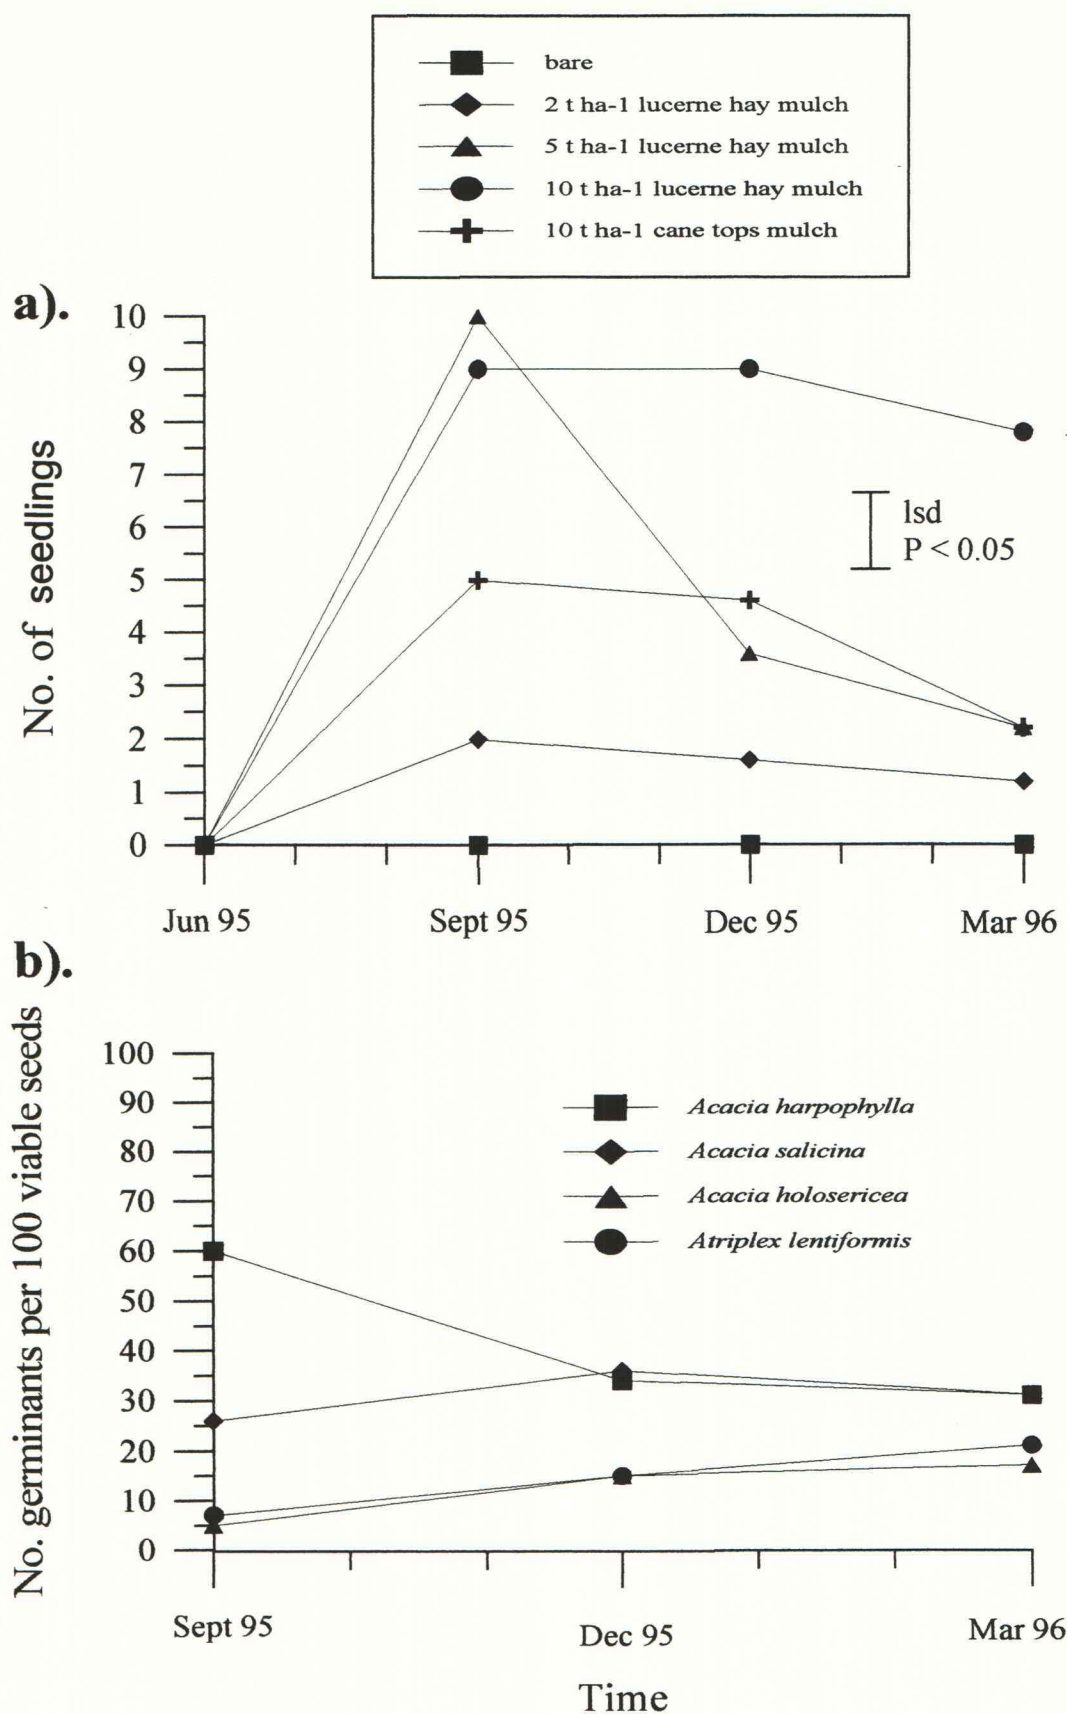 bare
2 t ha-1 lucerne hay mulch
5 t ha-1 lucerne hay mulch
10 t ha-1 lucerne hay mulch
10 t ha-1 cane tops mulch
a).
No. of seedlings
10
9
8
7
6
5
4
3
2
1
0
lsd
P < 0.05
Jun 95
Sept 95
Dec 95
Mar 96
b).
No. germinants per 100 viable seeds
100
90
80
70
60
50
40
30
20
10
0
Acacia harpophylla
Acacia salicina
Acacia holosericea
Atriplex lentiformis
Sept 95
Dec 95
Mar 96
Time